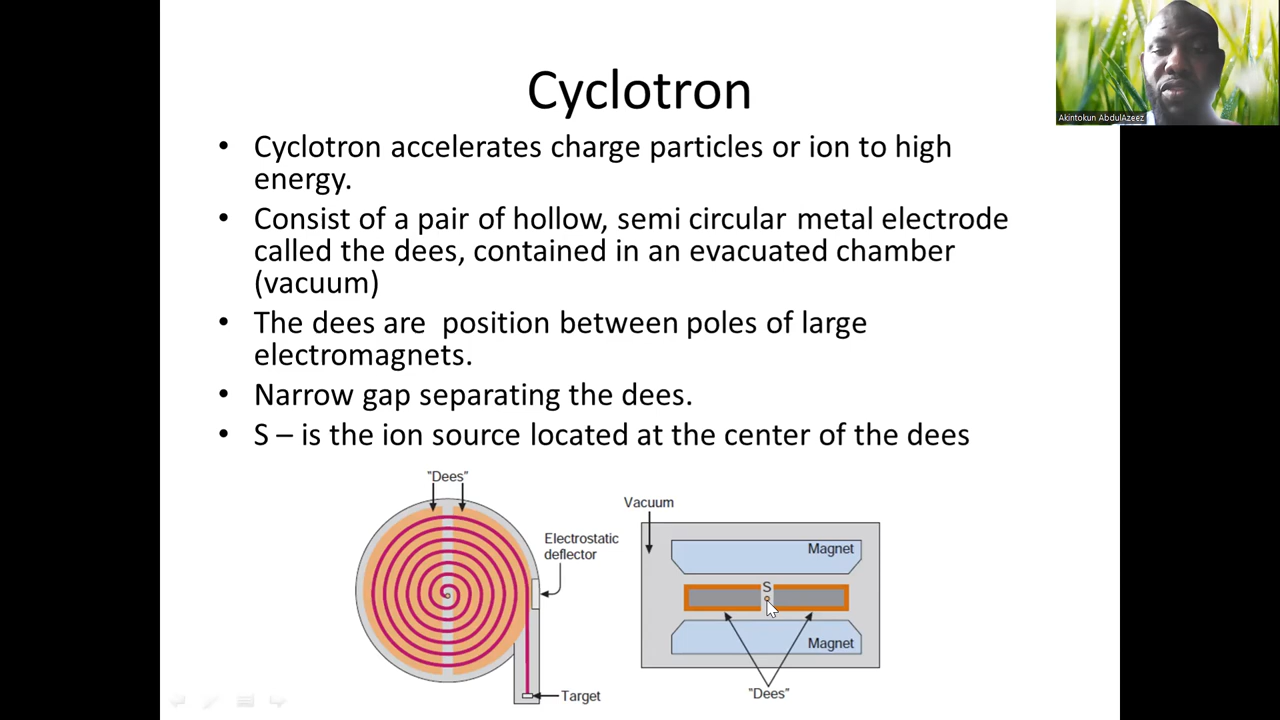 Cyclotron
Akintokun AbdulAzeez
• Cyclotron accelerates charge particles or ion to high
energy.
• Consist of a pair of hollow, semi circular metal electrode
called the dees, contained in an evacuated chamber
(vacuum)
• The dees are  position between poles of large
electromagnets.
• Narrow gap separating the dees.
• S – is the ion source located at the center of the dees
"Dees"
Electrostatic
deflector
Target
Vacuum
Magnet
S
Magnet
"Dees"